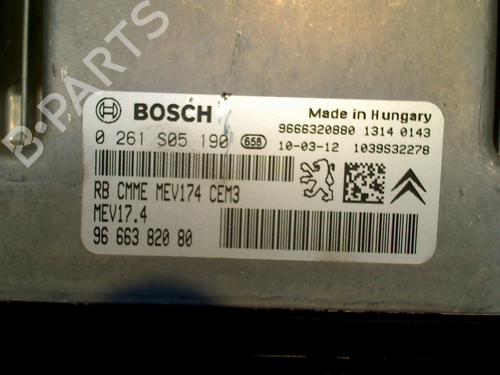 B-PARTS
BOSCH
Made in Hungary
9666320880 1314 0143
0 261 S05 190 658
10-03-12 1039S32278
RB CMME MEV174 CEM3
MEV17.4
96 663 820 80